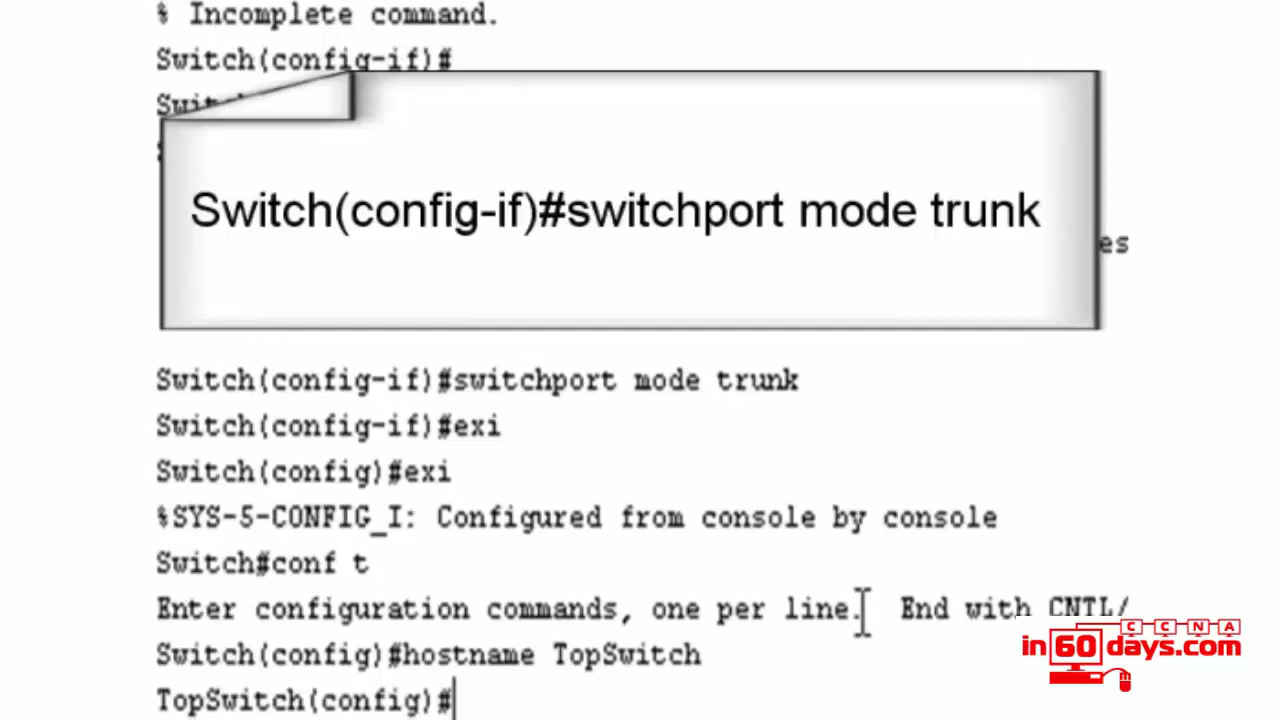 % Incomplete command.
Switch(config-if)#
Switch(config-if)#switchport mode trunk
es
Switch(config-if)#switchport mode trunk
Switch(config-if)#exi
Switch(config)#exi
%SYS-5-CONFIG_I: Configured from console by console
Switch#conf t
Enter configuration commands, one per line. End with CNTL/
Switch(config)#hostname TopSwitch
TopSwitch(config)#
CCNA
in60days.com